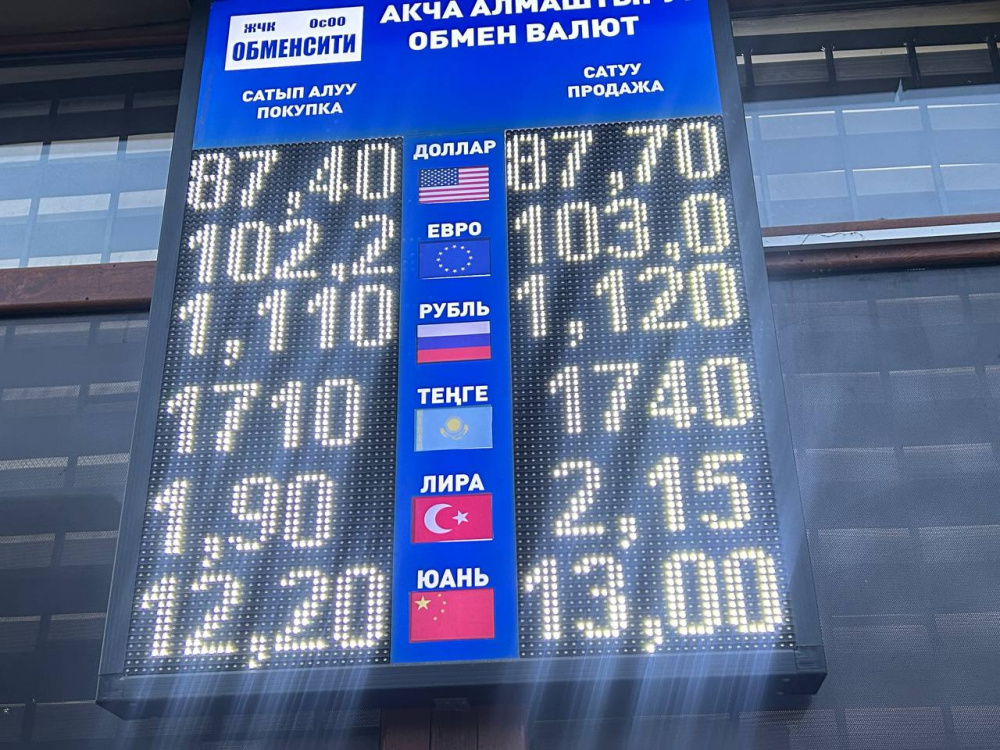 ЖЧК ОсОО
ОБМЕНСИТИ
АКЧА
ОБМЕН ВАЛЮТ
САТЫП АЛУУ
ПОКУПКА
САТУУ
ПРОДАЖА
87,40 ДОЛЛАР 87,70
102,2 ЕВРО 103,0
1,110 РУБЛЬ 1,120
1710 ТЕҢГЕ 1740
1,90 ЛИРА 2,15
12,20 ЮАНЬ 13,00